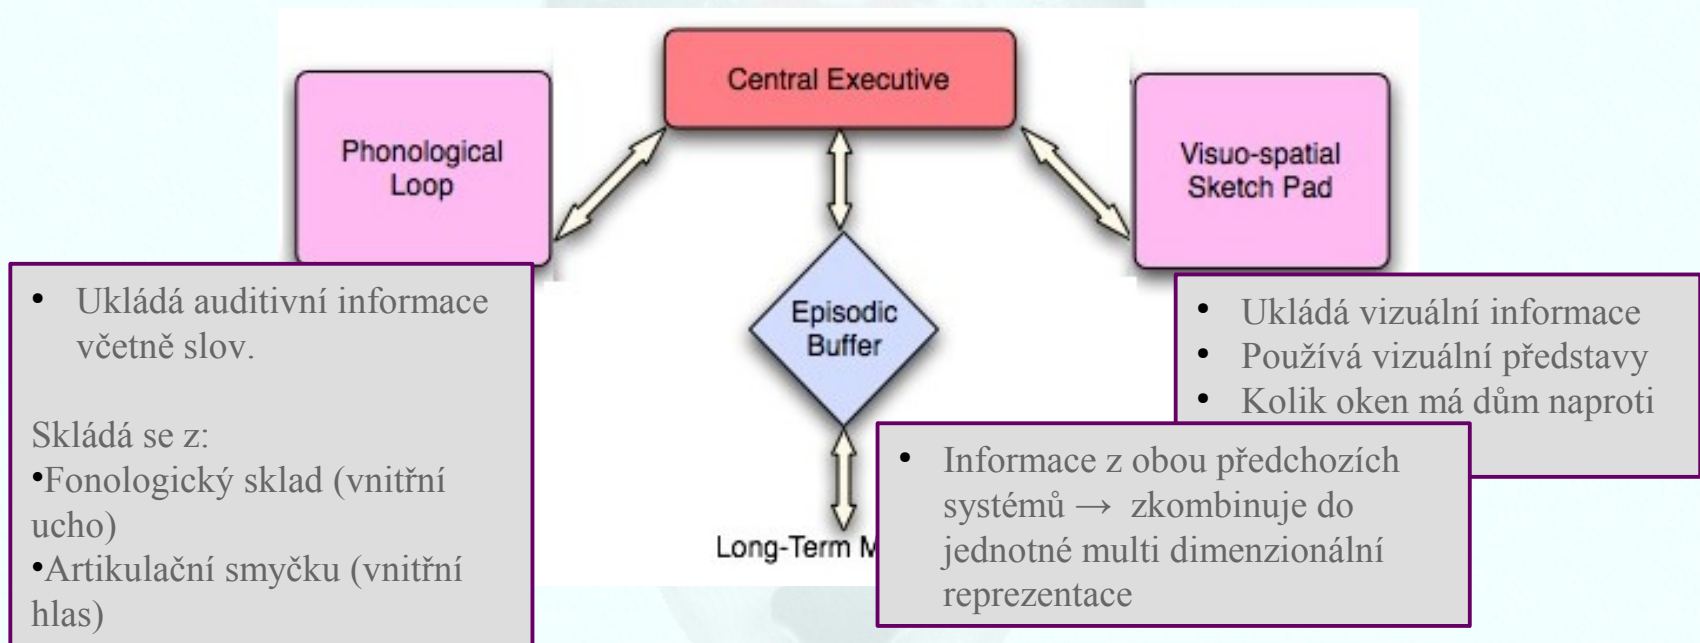 Central Executive
Phonological
Loop
Visuo-spatial
Sketch Pad
Episodic
Buffer
Long-Term M
• Ukládá auditivní informace
včetně slov.
Skládá se z:
•Fonologický sklad (vnitřní
ucho)
•Artikulační smyčku (vnitřní
hlas)
• Ukládá vizuální informace
• Používá vizuální představy
• Kolik oken má dům naproti
• Informace z obou předchozích
systémů → zkombinuje do
jednotné multi dimenzionální
reprezentace